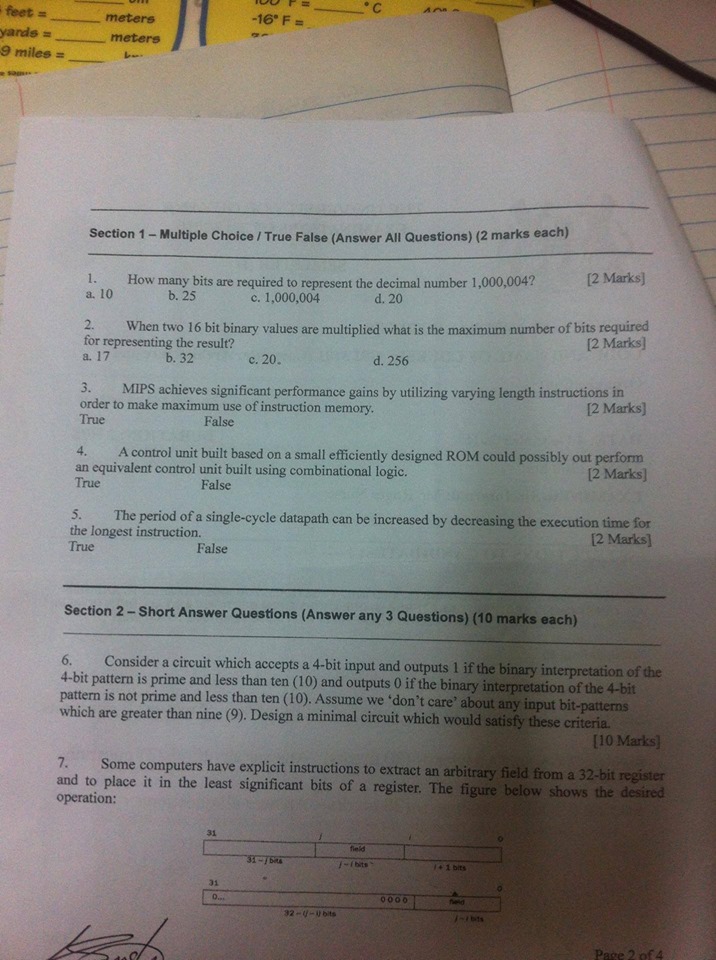 feet = ______ meters
yards = ______ meters
9 miles = ______
°C
-16° F =
Section 1 – Multiple Choice / True False (Answer All Questions) (2 marks each)
1. How many bits are required to represent the decimal number 1,000,004? [2 Marks]
a. 10 b. 25 c. 1,000,004 d. 20
2. When two 16 bit binary values are multiplied what is the maximum number of bits required
for representing the result? [2 Marks]
a. 17 b. 32 c. 20. d. 256
3. MIPS achieves significant performance gains by utilizing varying length instructions in
order to make maximum use of instruction memory. [2 Marks]
True False
4. A control unit built based on a small efficiently designed ROM could possibly out perform
an equivalent control unit built using combinational logic. [2 Marks]
True False
5. The period of a single-cycle datapath can be increased by decreasing the execution time for
the longest instruction. [2 Marks]
True False
Section 2 – Short Answer Questions (Answer any 3 Questions) (10 marks each)
6. Consider a circuit which accepts a 4-bit input and outputs 1 if the binary interpretation of the
4-bit pattern is prime and less than ten (10) and outputs 0 if the binary interpretation of the 4-bit
pattern is not prime and less than ten (10). Assume we 'don't care' about any input bit-patterns
which are greater than nine (9). Design a minimal circuit which would satisfy these criteria.
[10 Marks]
7. Some computers have explicit instructions to extract an arbitrary field from a 32-bit register
and to place it in the least significant bits of a register. The figure below shows the desired
operation:
31 j i 0
field
31 – j bits j – i bits i + 1 bits
31 0
0... 0 0 0 0 field
32 – (j – i) bits j – i bits
Page 2 of 4